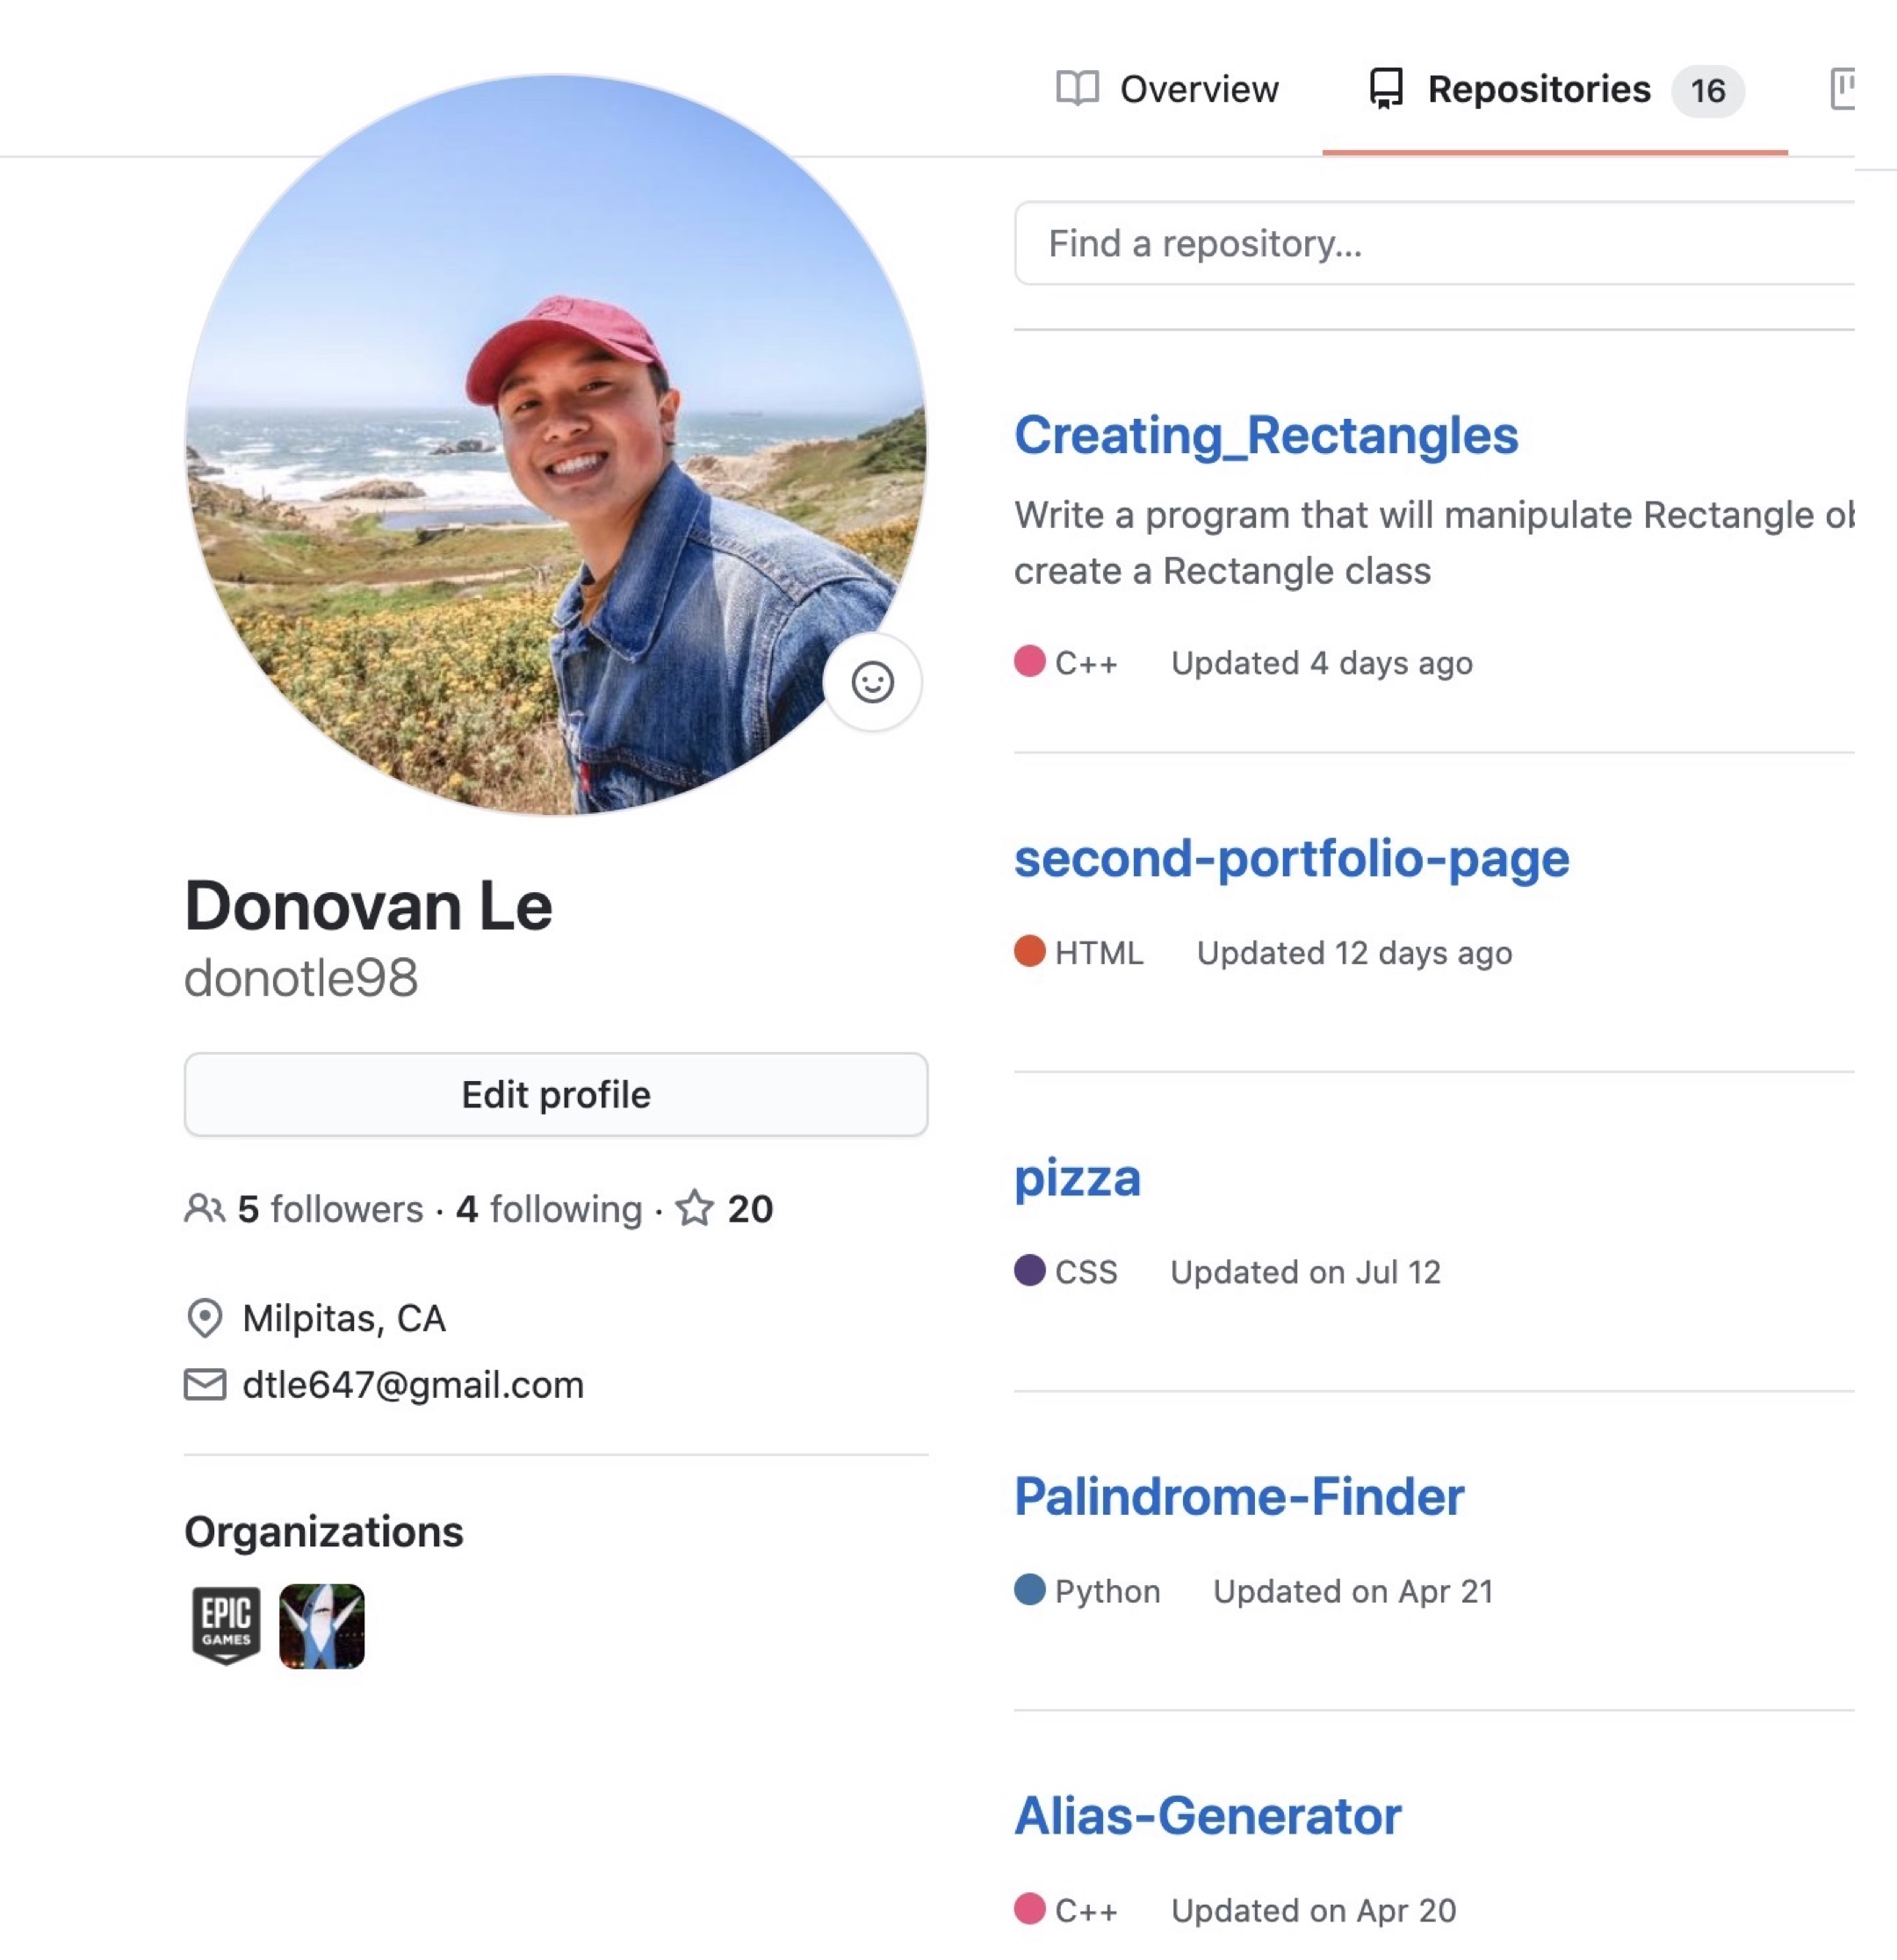 Overview
Repositories 16
Find a repository...
Creating_Rectangles
Write a program that will manipulate Rectangle
create a Rectangle class
C++ Updated 4 days ago
second-portfolio-page
HTML Updated 12 days ago
pizza
CSS Updated on Jul 12
Palindrome-Finder
Python Updated on Apr 21
Alias-Generator
C++ Updated on Apr 20
Donovan Le
donotle98
Edit profile
5 followers · 4 following · 20
Milpitas, CA
dtle647@gmail.com
Organizations
EPIC
GAMES